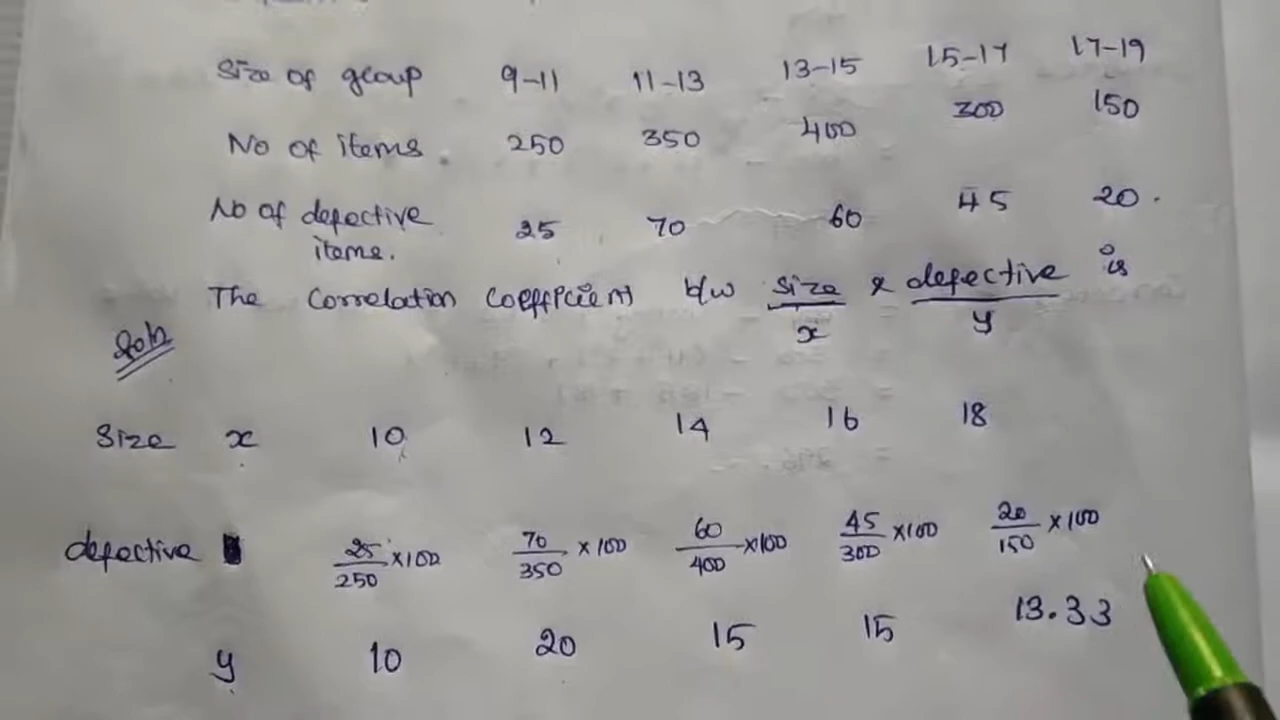 Size of group 9-11 11-13 13-15 15-17 17-19
No of items. 250 350 400 300 150
No of defective items. 25 70 60 45 20.
The Correlation Coefficient b/w size & defective is
x y
Soln
Size x 10 12 14 16 18
defective 25/250 ×100 70/350 ×100 60/400 ×100 45/300 ×100 20/150 ×100
y 10 20 15 15 13.33